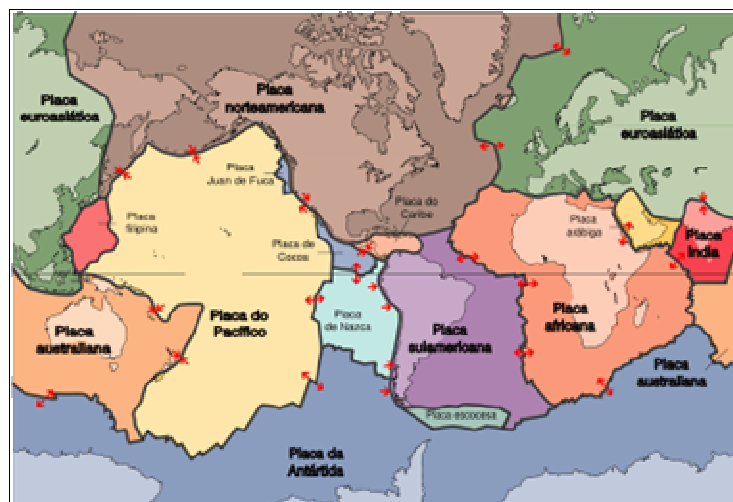 Placa
norteamericana
Placa
euroasiática
Placa
euroasiática
Placa
Juan de Fuca
Placa do
Caribe
Placa
filipina
Placa
arábiga
Placa
Índia
Placa de
Cocos
Placa do
Pacífico
Placa
de Nazca
Placa
sulamericana
Placa
africana
Placa
australiana
Placa
australiana
Placa escocesa
Placa da
Antártida